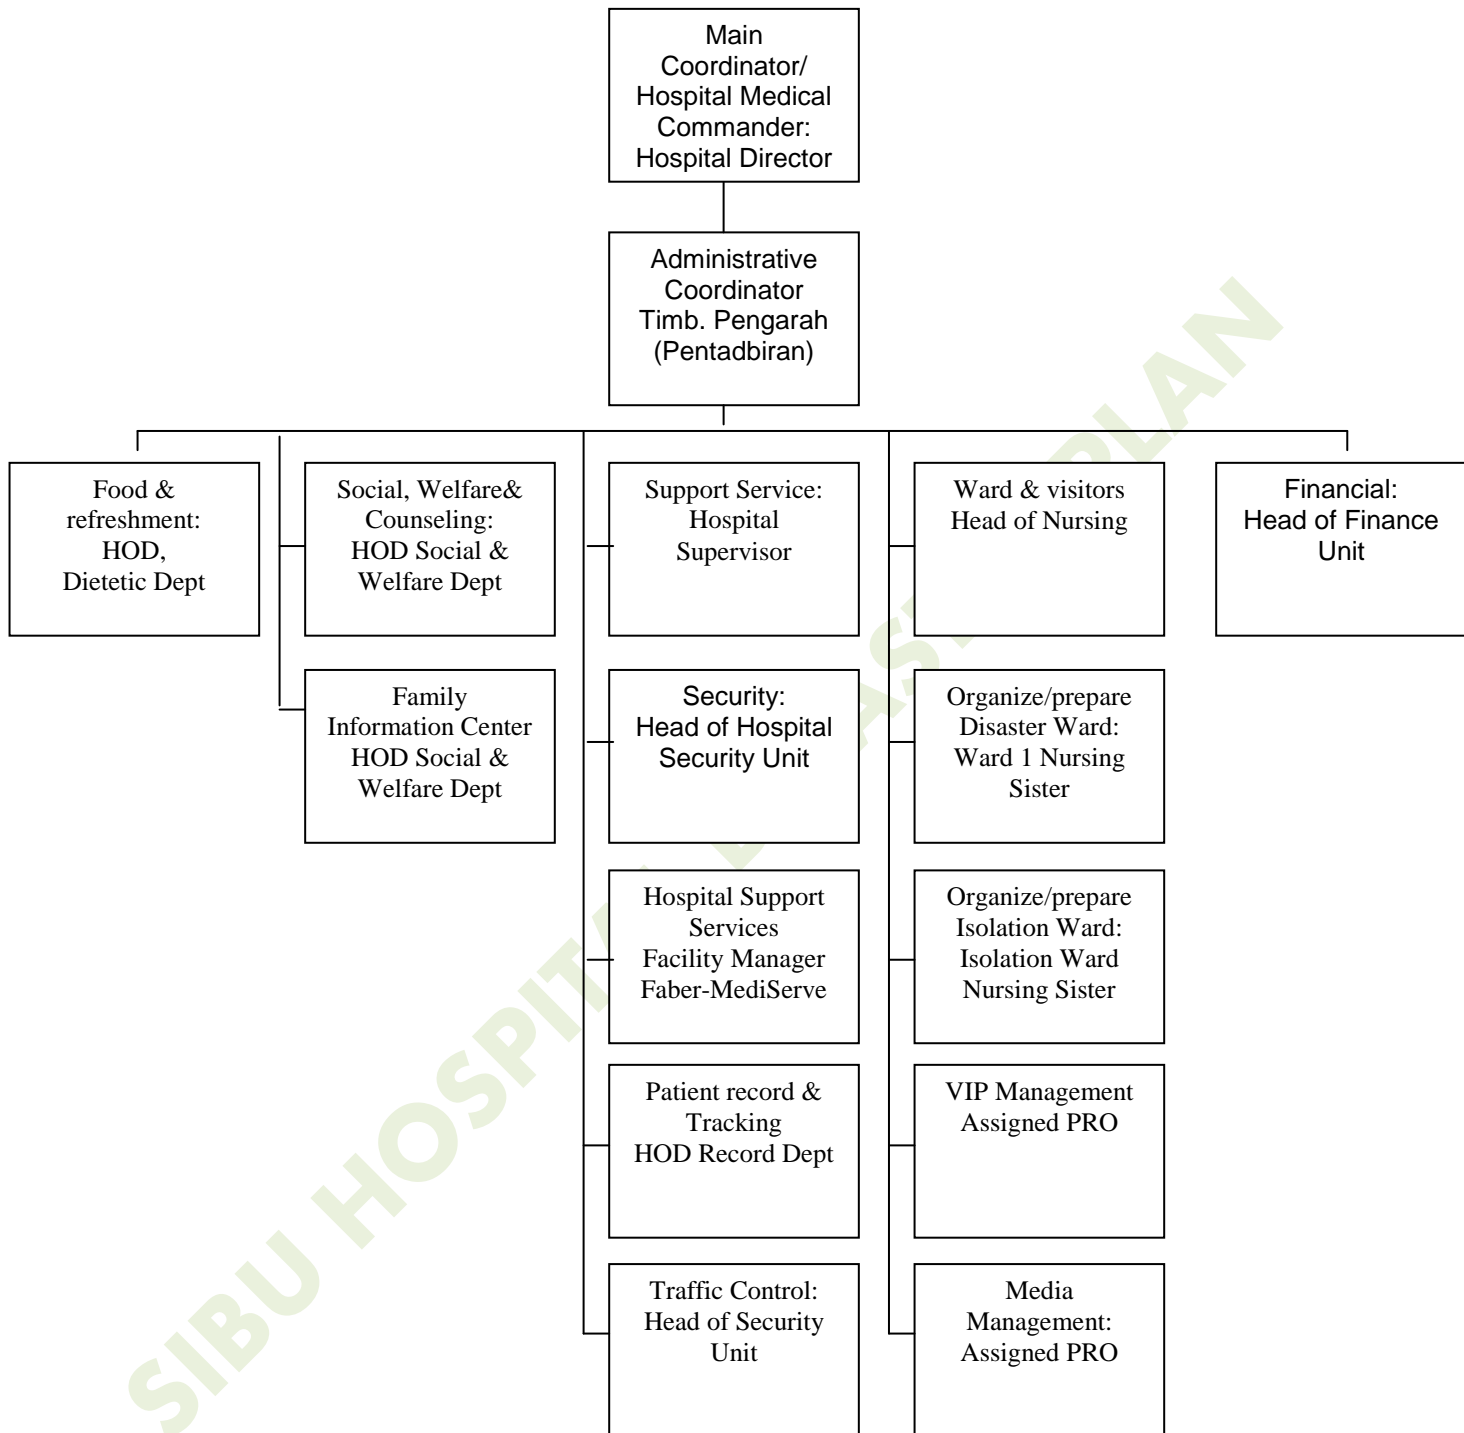 Main
Coordinator/
Hospital Medical
Commander:
Hospital Director
Administrative
Coordinator
Timb. Pengarah
(Pentadbiran)
Food &
refreshment:
HOD,
Dietetic Dept
Social, Welfare&
Counseling:
HOD Social &
Welfare Dept
Support Service:
Hospital
Supervisor
Ward & visitors
Head of Nursing
Financial:
Head of Finance
Unit
Family
Information Center
HOD Social &
Welfare Dept
Security:
Head of Hospital
Security Unit
Organize/prepare
Disaster Ward:
Ward 1 Nursing
Sister
Hospital Support
Services
Facility Manager
Faber-MediServe
Organize/prepare
Isolation Ward:
Isolation Ward
Nursing Sister
Patient record &
Tracking
HOD Record Dept
VIP Management
Assigned PRO
Traffic Control:
Head of Security
Unit
Media
Management:
Assigned PRO
SIBU HOSPITAL PLAN